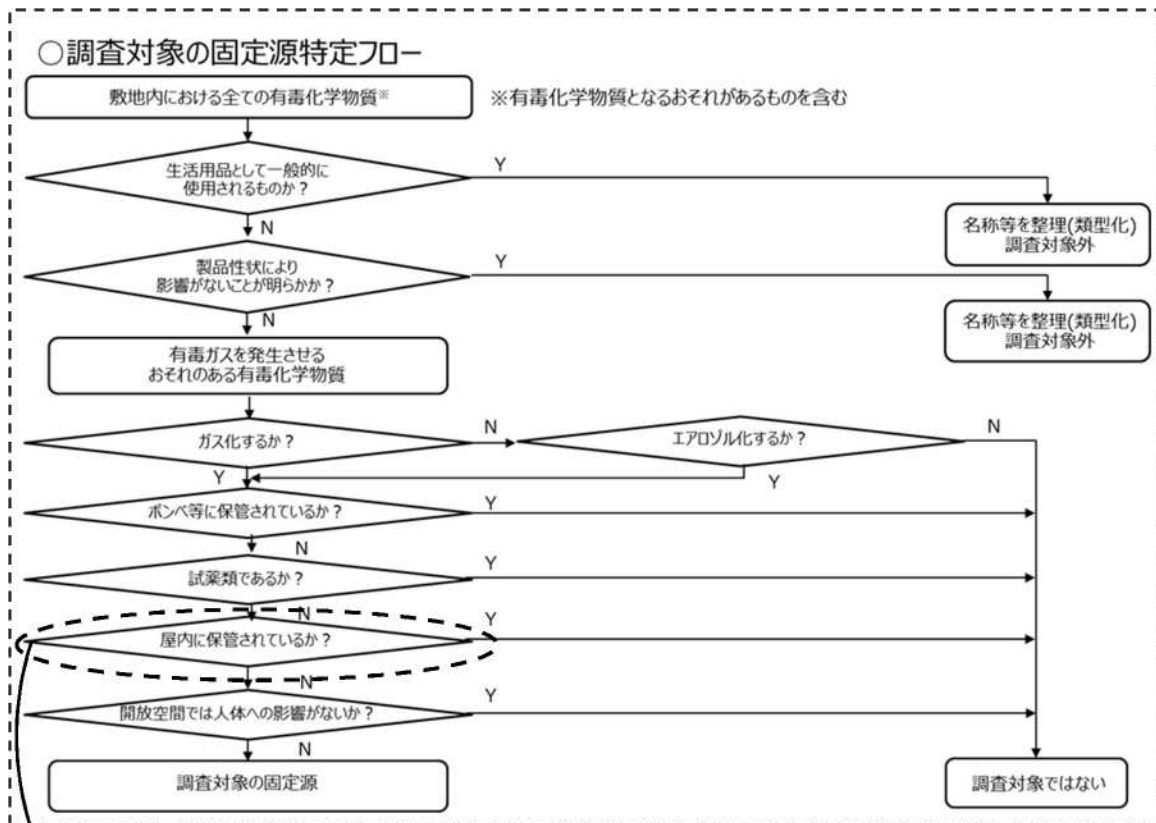 ○調査対象の固定源特定フロー
敷地内における全ての有毒化学物質※
※有毒化学物質となるおそれがあるものを含む
生活用品として一般的に
使用されるものか？
Y
N
名称等を整理(類型化)
調査対象外
製品性状により
影響がないことが明らかか？
Y
N
名称等を整理(類型化)
調査対象外
有毒ガスを発生させる
おそれのある有毒化学物質
ガス化するか？
N
エアロゾル化するか？
N
Y
Y
ボンベ等に保管されているか？
Y
N
試薬類であるか？
Y
N
屋内に保管されているか？
Y
N
開放空間では人体への影響がないか？
Y
N
調査対象の固定源
調査対象ではない